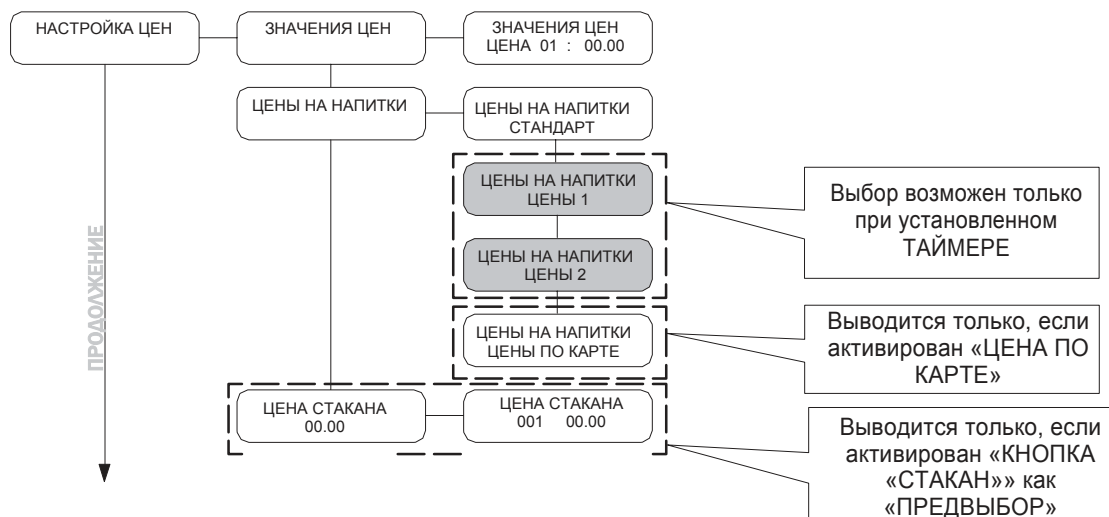 НАСТРОЙКА ЦЕН
ЗНАЧЕНИЯ ЦЕН
ЗНАЧЕНИЯ ЦЕН
ЦЕНА 01 : 00.00
ЦЕНЫ НА НАПИТКИ
ЦЕНЫ НА НАПИТКИ
СТАНДАРТ
ЦЕНЫ НА НАПИТКИ
ЦЕНЫ 1
Выбор возможен только
при установленном
ТАЙМЕРЕ
ЦЕНЫ НА НАПИТКИ
ЦЕНЫ 2
ПРОДОЛЖЕНИЕ
ЦЕНЫ НА НАПИТКИ
ЦЕНЫ ПО КАРТЕ
Выводится только, если
активирован «ЦЕНА ПО
КАРТЕ»
ЦЕНА СТАКАНА
00.00
ЦЕНА СТАКАНА
001 00.00
Выводится только, если
активирован «КНОПКА
«СТАКАН»» как
«ПРЕДВЫБОР»